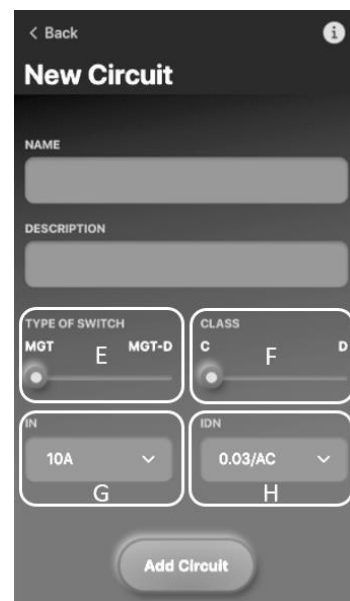 < Back
i
New Circuit
NAME
DESCRIPTION
TYPE OF SWITCH
MGT E MGT-D
CLASS
C F D
IN
10A
G
IDN
0.03/AC
H
Add Circuit